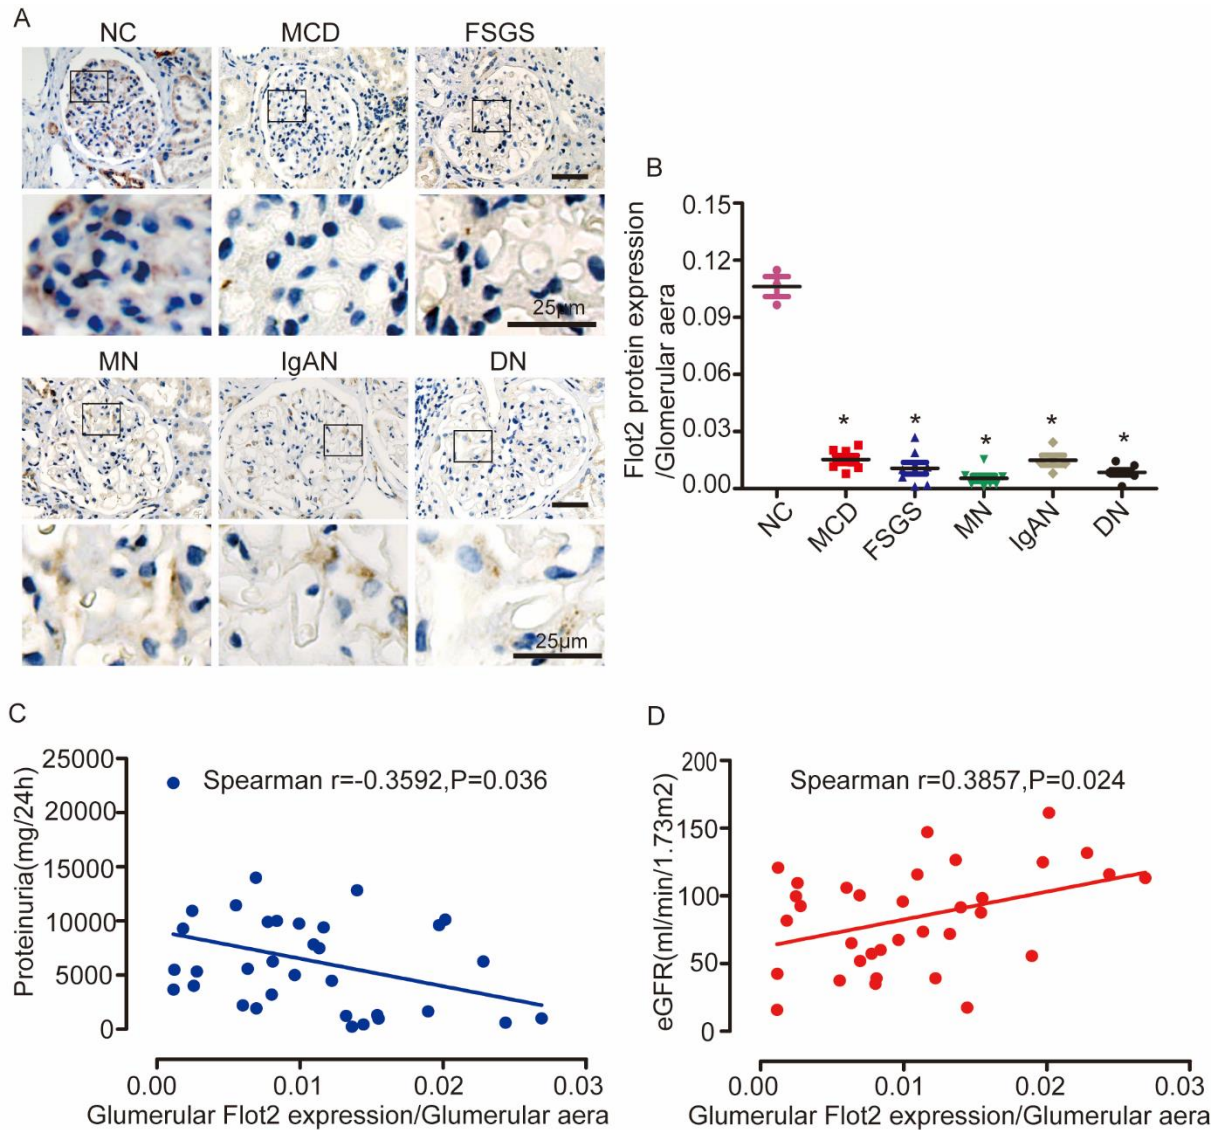 A
NC MCD FSGS
25µm
MN IgAN DN
25µm
B
Flot2 protein expression
/Glomerular aera
0.15
0.12
0.09
0.06
0.03
0.00
* * * * *
NC MCD FSGS MN IgAN DN
C
Proteinuria(mg/24h)
25000
20000
15000
10000
5000
0
Spearman r=-0.3592,P=0.036
0.00 0.01 0.02 0.03
Glumerular Flot2 expression/Glumerular aera
D
eGFR(ml/min/1.73m2)
200
150
100
50
0
Spearman r=0.3857,P=0.024
0.00 0.01 0.02 0.03
Glumerular Flot2 expression/Glumerular aera